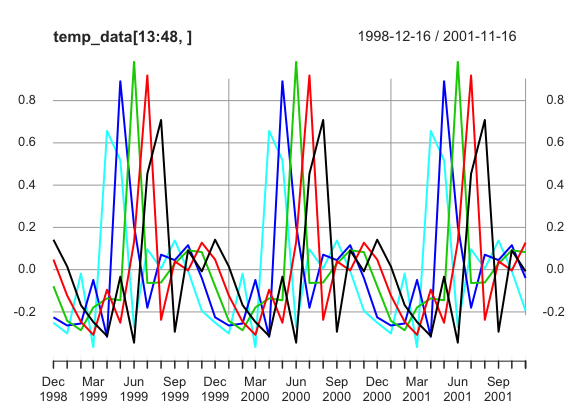 temp_data[13:48, ] 1998-12-16 / 2001-11-16
0.8 0.8
0.6 0.6
0.4 0.4
0.2 0.2
0.0 0.0
-0.2 -0.2
Dec Mar Jun Sep Dec Mar Jun Sep Dec Mar Jun Sep
1998 1999 1999 1999 1999 2000 2000 2000 2000 2001 2001 2001